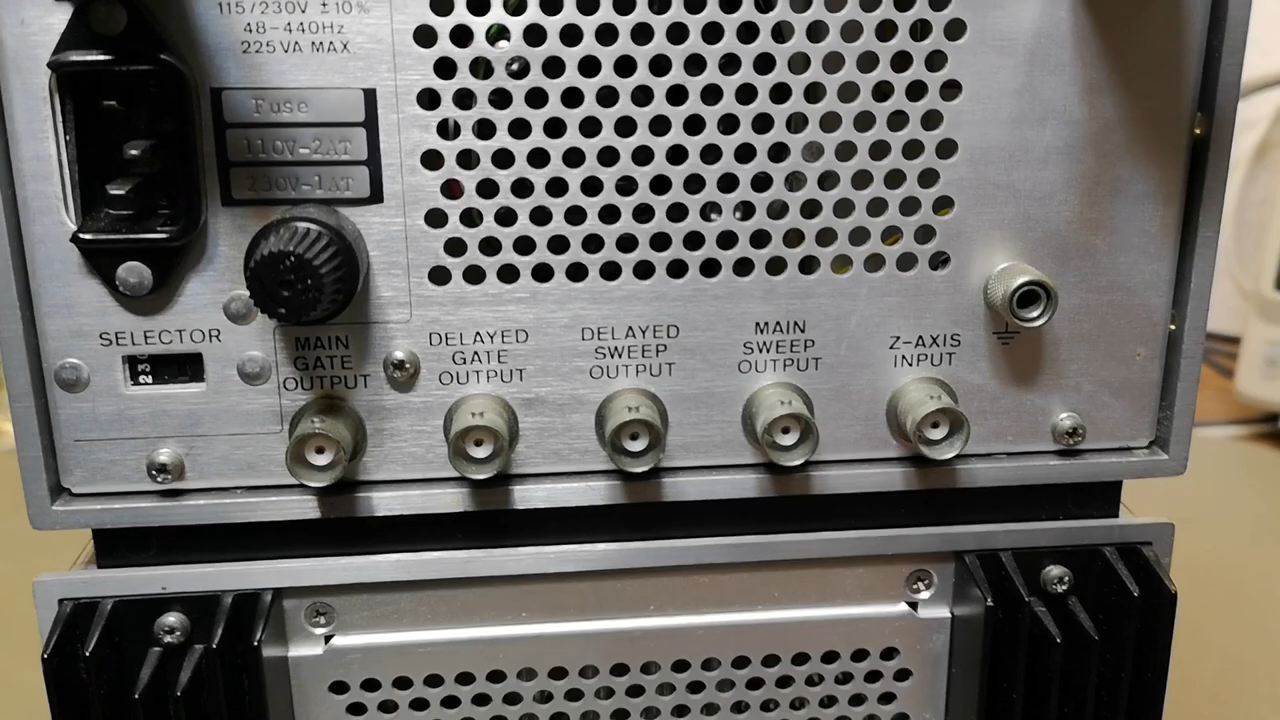 115/230V ±10%
48-440Hz
225VA MAX.
Fuse
110V-2AT
230V-1AT
SELECTOR
230
MAIN
GATE
OUTPUT
DELAYED
GATE
OUTPUT
DELAYED
SWEEP
OUTPUT
MAIN
SWEEP
OUTPUT
Z-AXIS
INPUT